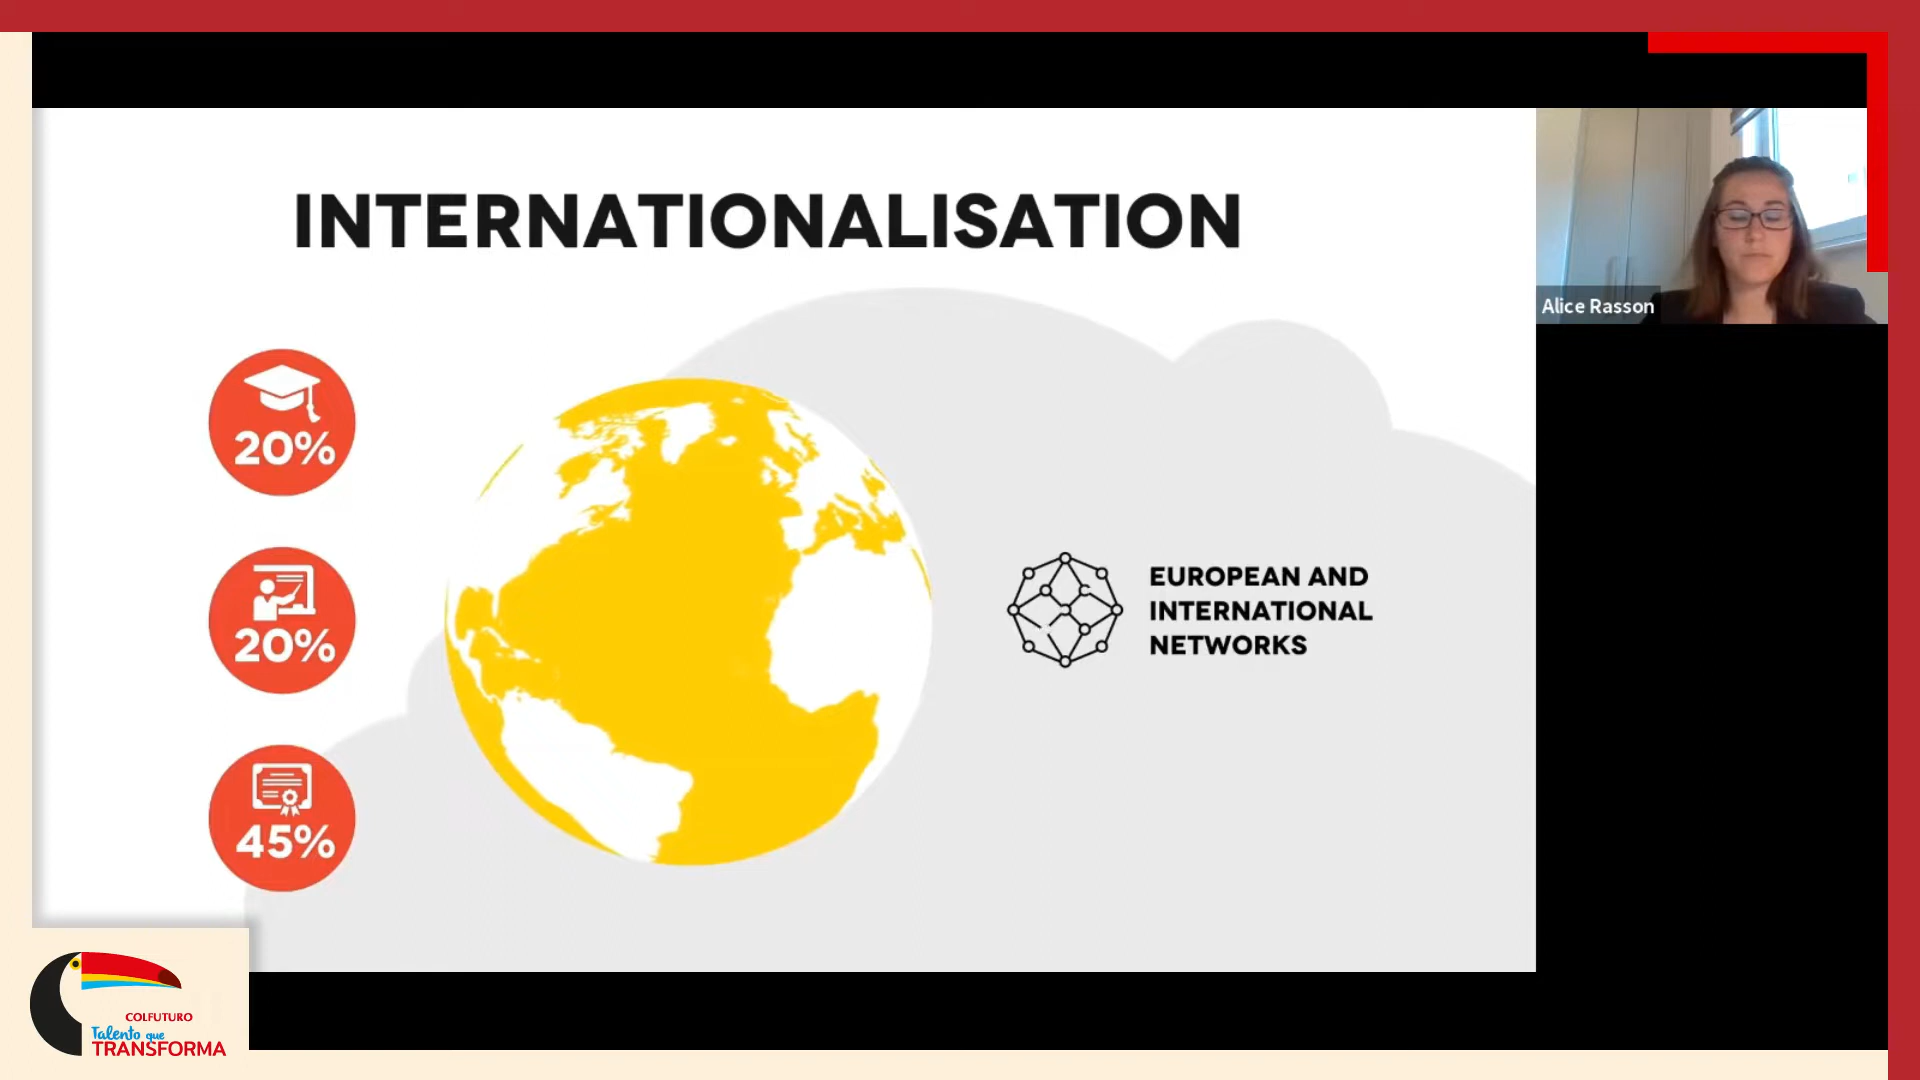 INTERNATIONALISATION
20%
20%
45%
EUROPEAN AND
INTERNATIONAL
NETWORKS
Alice Rasson
COLFUTURO
Talento que
TRANSFORMA